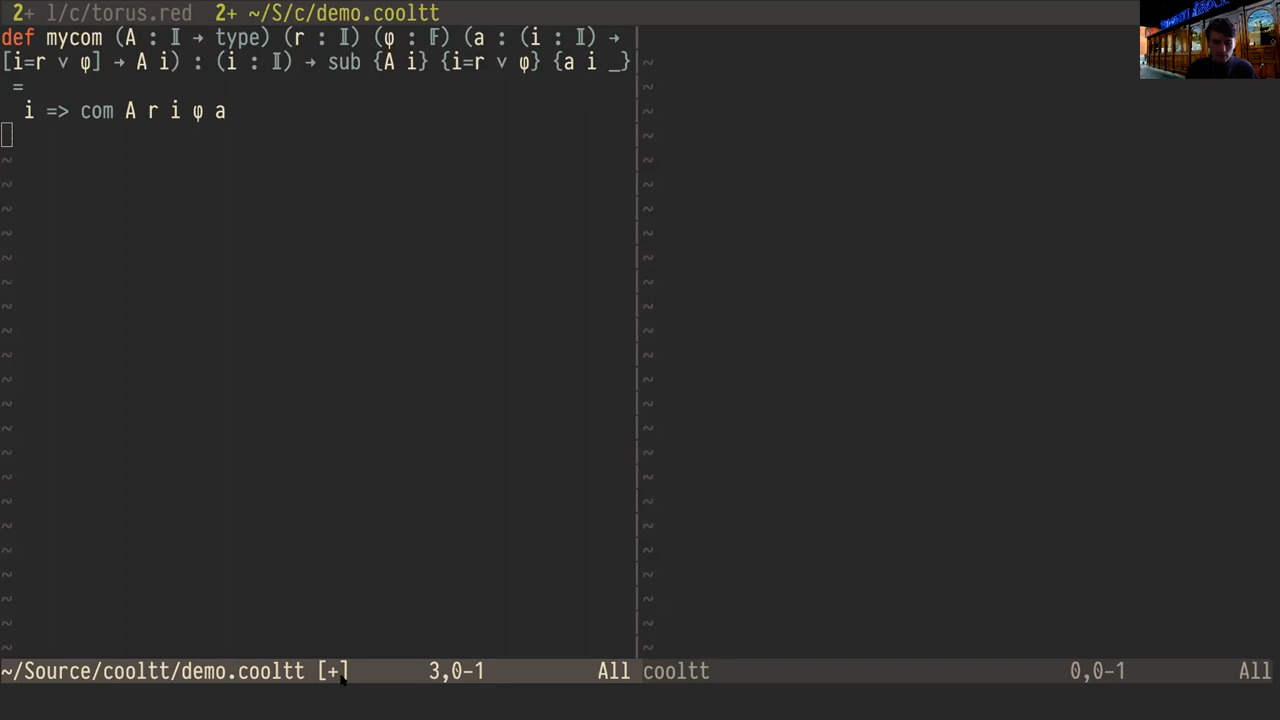 2+ l/c/torus.red 2+ ~/S/c/demo.cooltt
def mycom (A : 𝕀 → type) (r : 𝕀) (φ : 𝔽) (a : (i : 𝕀) →
[i=r ∨ φ] → A i) : (i : 𝕀) → sub {A i} {i=r ∨ φ} {a i _}
=
i => com A r i φ a
~/Source/cooltt/demo.cooltt [+] 3,0-1 All
cooltt 0,0-1 All